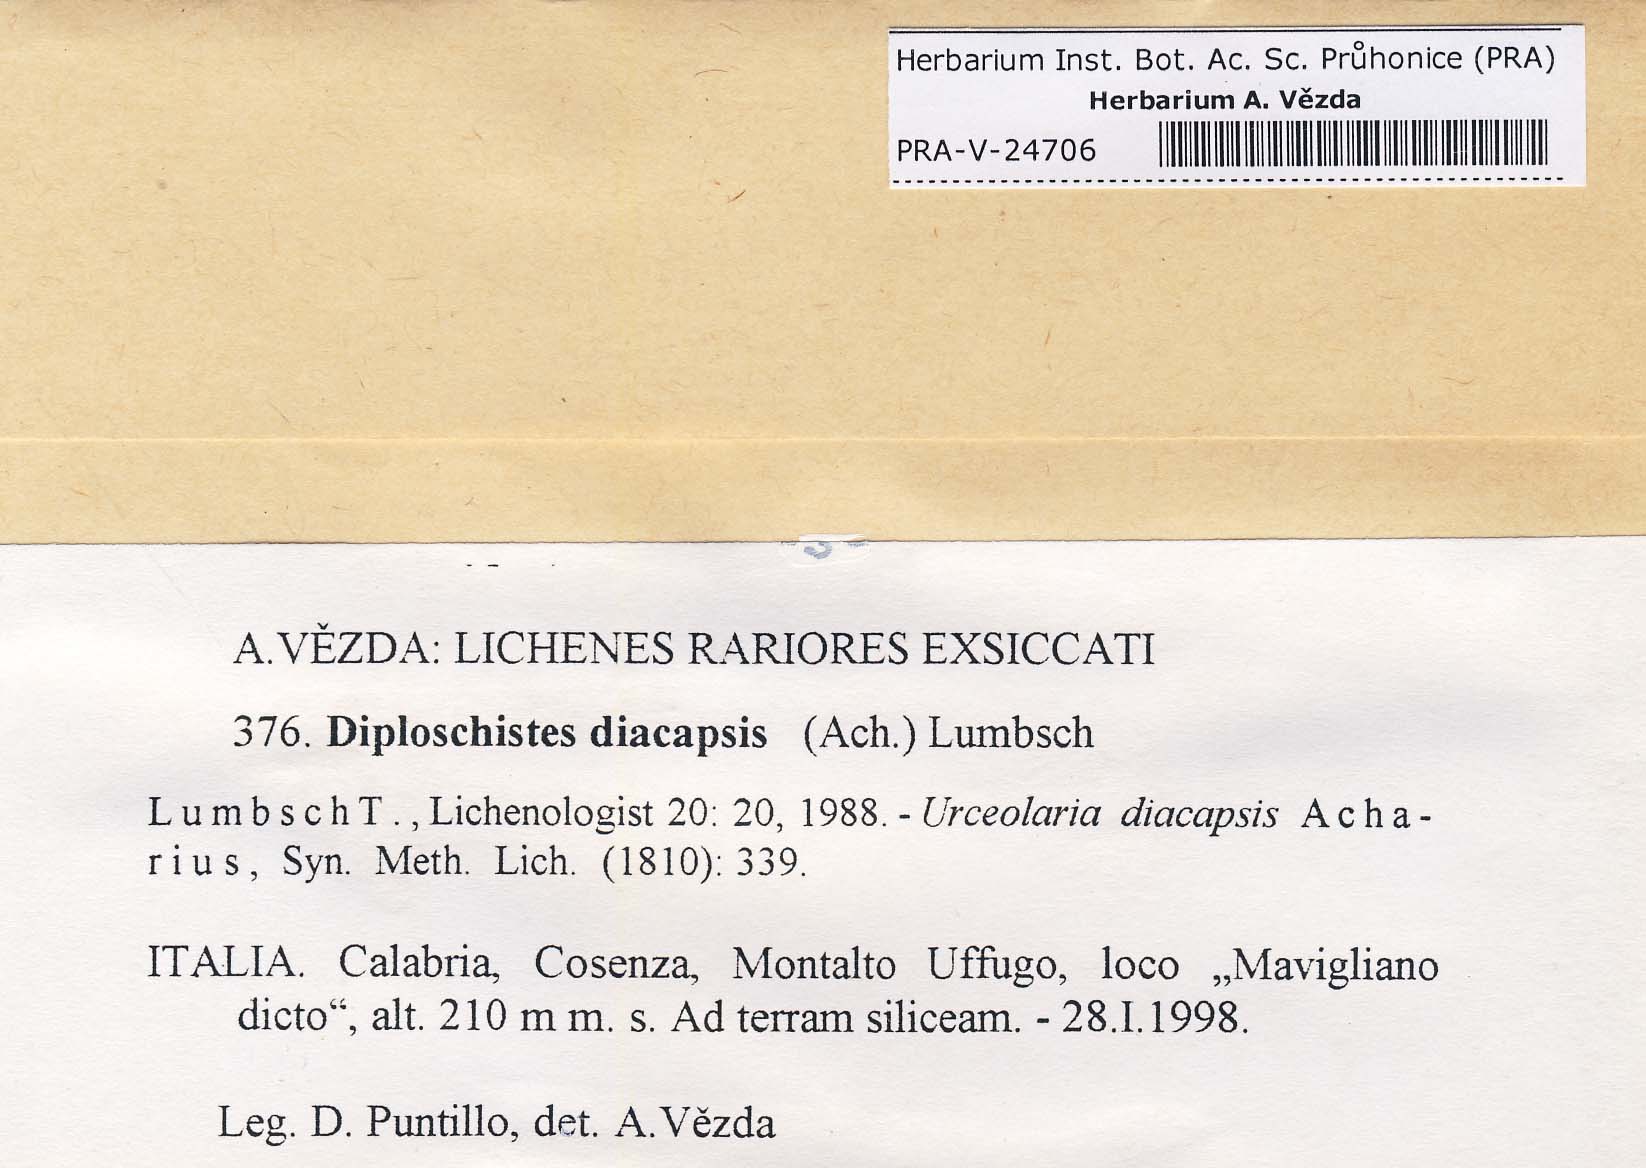 Herbarium Inst. Bot. Ac. Sc. Průhonice (PRA)
Herbarium A. Vězda
PRA-V-24706
A.VĚZDA: LICHENES RARIORES EXSICCATI
376. Diploschistes diacapsis (Ach.) Lumbsch
Lumbsch T., Lichenologist 20: 20, 1988. - Urceolaria diacapsis Acha-
rius, Syn. Meth. Lich. (1810): 339.
ITALIA. Calabria, Cosenza, Montalto Uffugo, loco „Mavigliano
dicto“, alt. 210 m m. s. Ad terram siliceam. - 28.I.1998.
Leg. D. Puntillo, det. A.Vězda